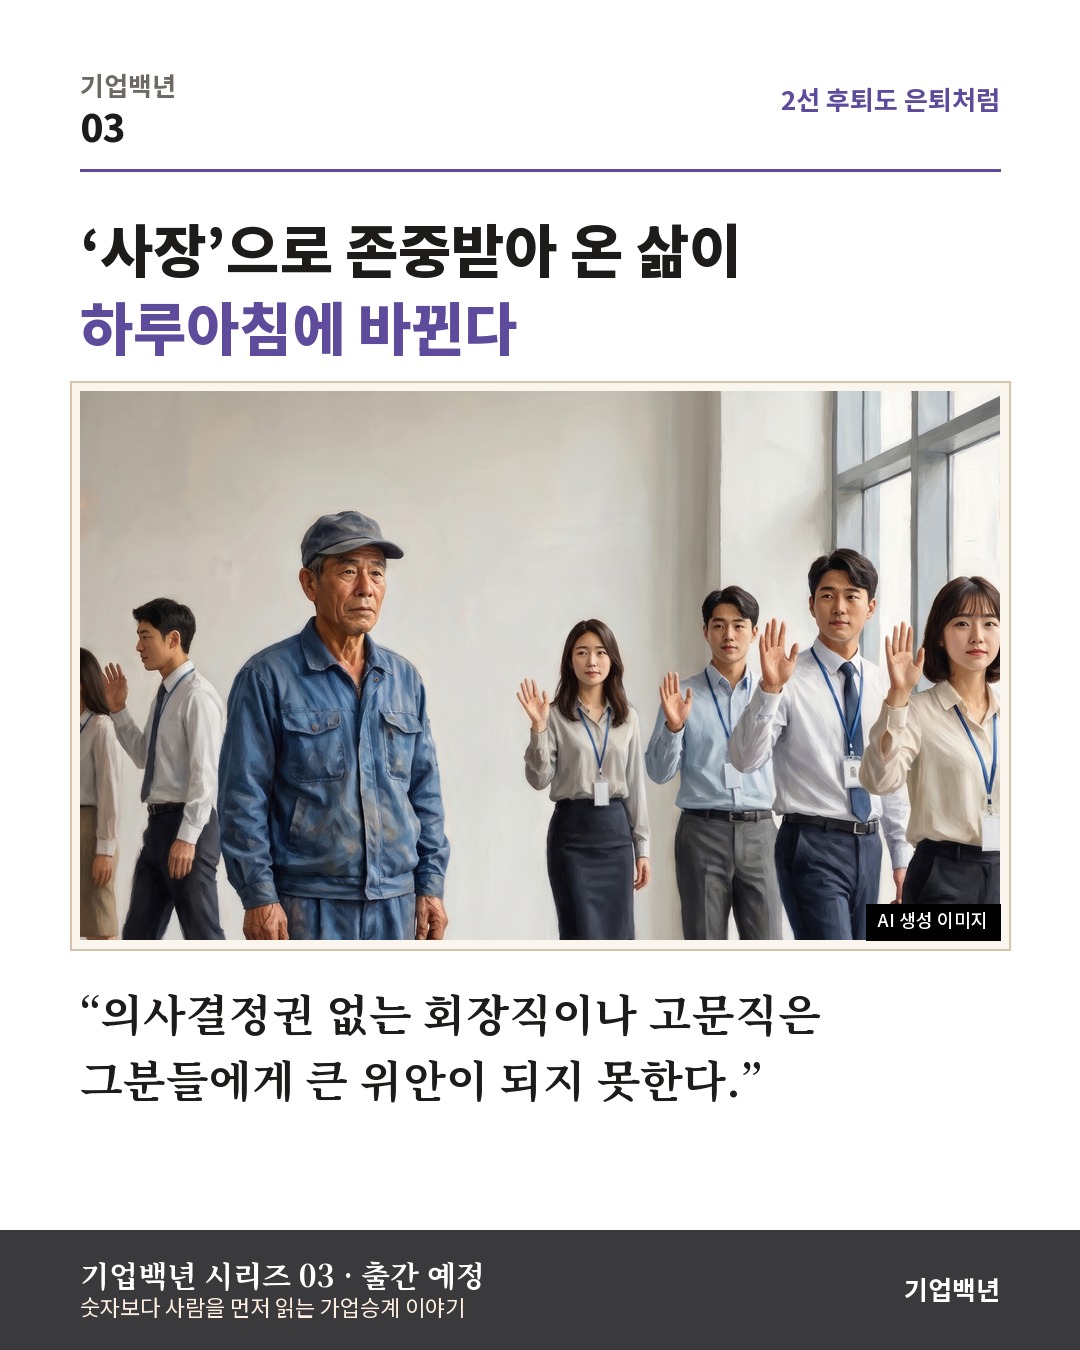 기업백년
03
2선 후퇴도 은퇴처럼
‘사장’으로 존중받아 온 삶이
하루아침에 바뀐다
AI 생성 이미지
“의사결정권 없는 회장직이나 고문직은
그분들에게 큰 위안이 되지 못한다.”
기업백년 시리즈 03 · 출간 예정
숫자보다 사람을 먼저 읽는 가업승계 이야기
기업백년